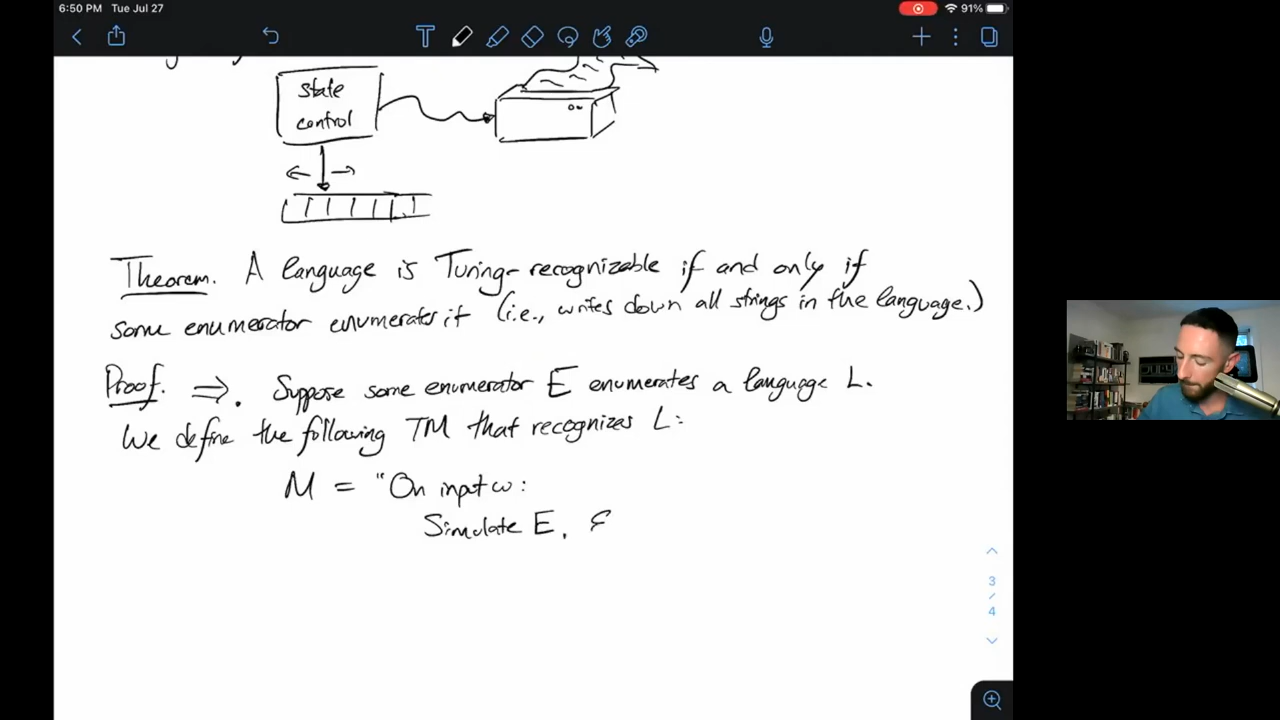 6:50 PM Tue Jul 27
91%
state
control
Theorem. A language is Turing-recognizable if and only if
some enumerator enumerates it (i.e., writes down all strings in the language.)
Proof. ⇒. Suppose some enumerator E enumerates a language L.
We define the following TM that recognizes L:
M = "On input w:
Simulate E.
3
/
4